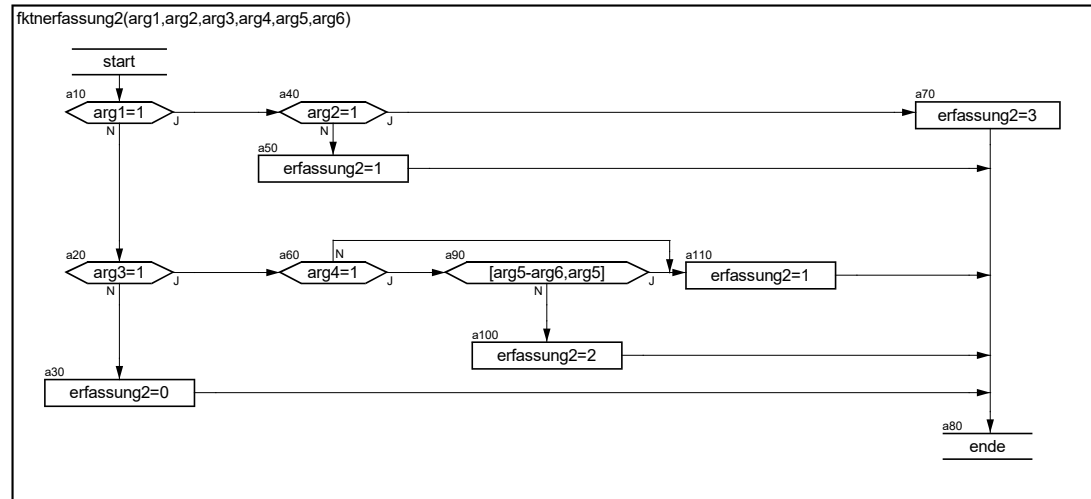 fktnerfassung2(arg1,arg2,arg3,arg4,arg5,arg6)
start
a10
arg1=1
J
N
a40
arg2=1
J
N
a70
erfassung2=3
a50
erfassung2=1
a20
arg3=1
J
N
a60
N
arg4=1
J
a90
[arg5-arg6,arg5]
J
N
a110
erfassung2=1
a100
erfassung2=2
a30
erfassung2=0
a80
ende